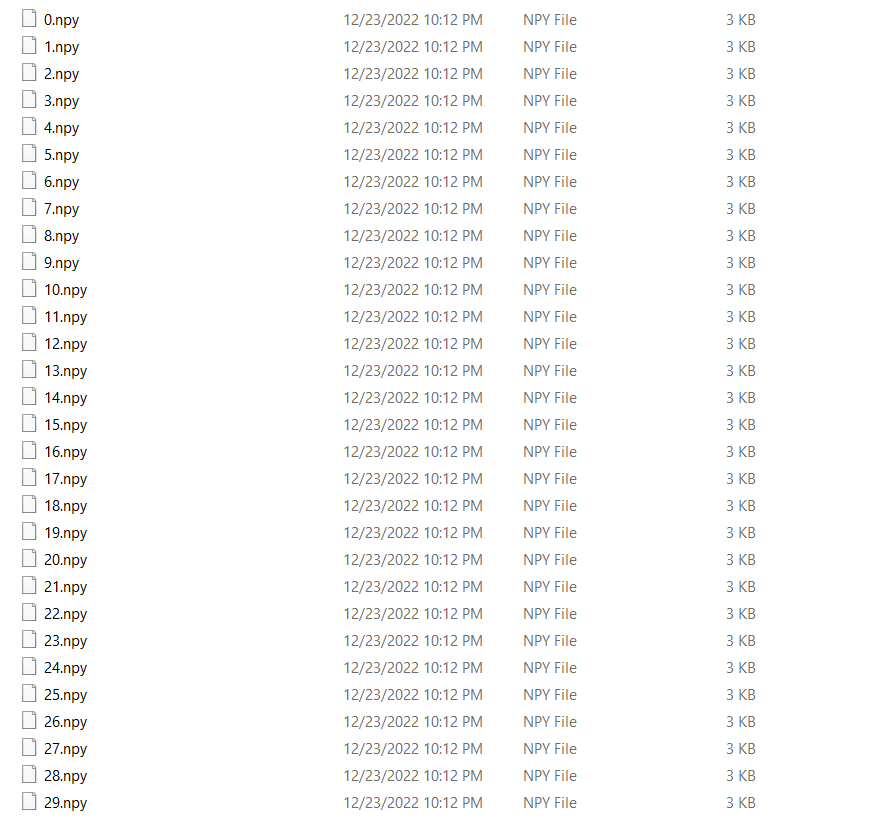 0.npy 12/23/2022 10:12 PM NPY File 3 KB
1.npy 12/23/2022 10:12 PM NPY File 3 KB
2.npy 12/23/2022 10:12 PM NPY File 3 KB
3.npy 12/23/2022 10:12 PM NPY File 3 KB
4.npy 12/23/2022 10:12 PM NPY File 3 KB
5.npy 12/23/2022 10:12 PM NPY File 3 KB
6.npy 12/23/2022 10:12 PM NPY File 3 KB
7.npy 12/23/2022 10:12 PM NPY File 3 KB
8.npy 12/23/2022 10:12 PM NPY File 3 KB
9.npy 12/23/2022 10:12 PM NPY File 3 KB
10.npy 12/23/2022 10:12 PM NPY File 3 KB
11.npy 12/23/2022 10:12 PM NPY File 3 KB
12.npy 12/23/2022 10:12 PM NPY File 3 KB
13.npy 12/23/2022 10:12 PM NPY File 3 KB
14.npy 12/23/2022 10:12 PM NPY File 3 KB
15.npy 12/23/2022 10:12 PM NPY File 3 KB
16.npy 12/23/2022 10:12 PM NPY File 3 KB
17.npy 12/23/2022 10:12 PM NPY File 3 KB
18.npy 12/23/2022 10:12 PM NPY File 3 KB
19.npy 12/23/2022 10:12 PM NPY File 3 KB
20.npy 12/23/2022 10:12 PM NPY File 3 KB
21.npy 12/23/2022 10:12 PM NPY File 3 KB
22.npy 12/23/2022 10:12 PM NPY File 3 KB
23.npy 12/23/2022 10:12 PM NPY File 3 KB
24.npy 12/23/2022 10:12 PM NPY File 3 KB
25.npy 12/23/2022 10:12 PM NPY File 3 KB
26.npy 12/23/2022 10:12 PM NPY File 3 KB
27.npy 12/23/2022 10:12 PM NPY File 3 KB
28.npy 12/23/2022 10:12 PM NPY File 3 KB
29.npy 12/23/2022 10:12 PM NPY File 3 KB